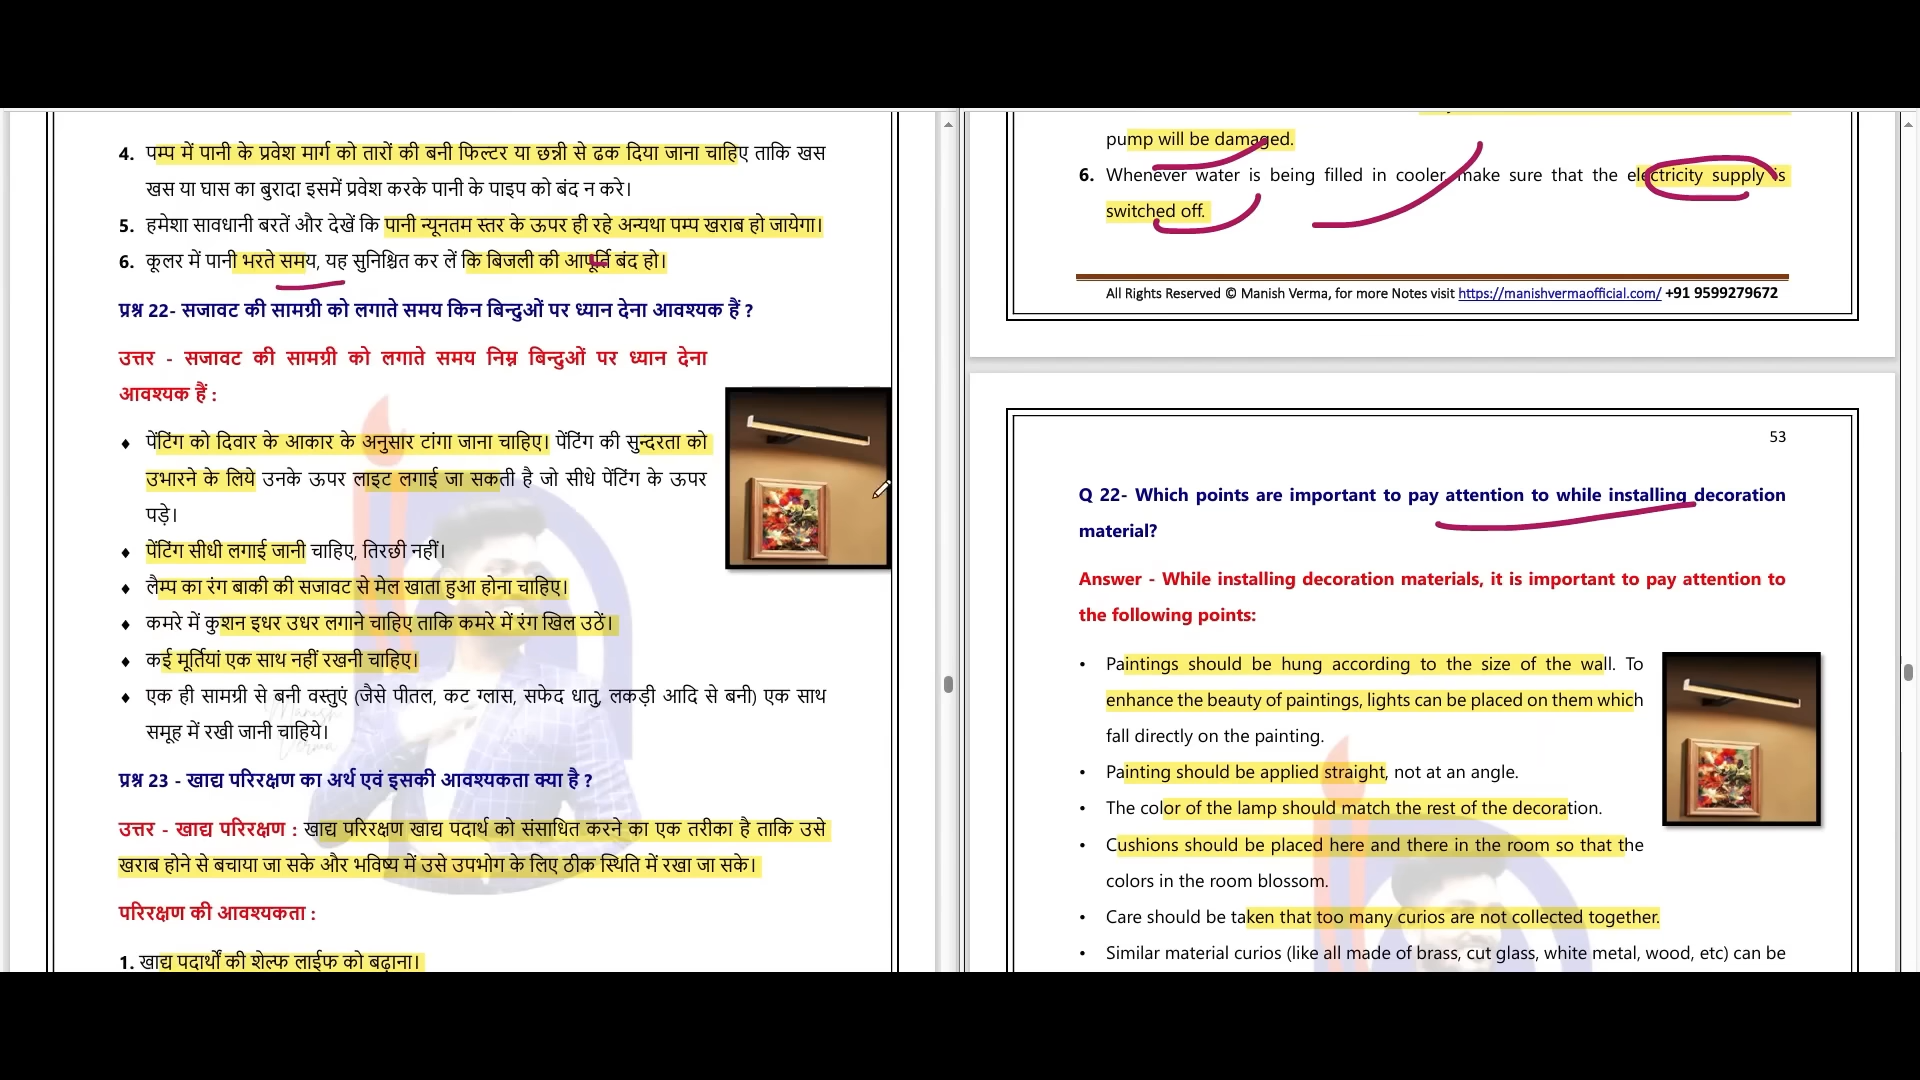 4. पम्प में पानी के प्रवेश मार्ग को तारों की बनी फिल्टर या छन्नी से ढक दिया जाना चाहिए ताकि खस
खस या घास का बुरादा इसमें प्रवेश करके पानी के पाइप को बंद न करे।
5. हमेशा सावधानी बरतें और देखें कि पानी न्यूनतम स्तर के ऊपर ही रहे अन्यथा पम्प खराब हो जायेगा।
6. कूलर में पानी भरते समय, यह सुनिश्चित कर लें कि बिजली की आपूर्ति बंद हो।
प्रश्न 22- सजावट की सामग्री को लगाते समय किन बिन्दुओं पर ध्यान देना आवश्यक हैं ?
उत्तर - सजावट की सामग्री को लगाते समय निम्न बिन्दुओं पर ध्यान देना
आवश्यक हैं :
♦ पेंटिंग को दिवार के आकार के अनुसार टांगा जाना चाहिए। पेंटिंग की सुन्दरता को
उभारने के लिये उनके ऊपर लाइट लगाई जा सकती है जो सीधे पेंटिंग के ऊपर
पड़े।
♦ पेंटिंग सीधी लगाई जानी चाहिए, तिरछी नहीं।
♦ लैम्प का रंग बाकी की सजावट से मेल खाता हुआ होना चाहिए।
♦ कमरे में कुशन इधर उधर लगाने चाहिए ताकि कमरे में रंग खिल उठें।
♦ कई मूर्तियां एक साथ नहीं रखनी चाहिए।
♦ एक ही सामग्री से बनी वस्तुएं (जैसे पीतल, कट ग्लास, सफेद धातु, लकड़ी आदि से बनी) एक साथ
समूह में रखी जानी चाहिये।
Manish
Verma
प्रश्न 23 - खाद्य परिरक्षण का अर्थ एवं इसकी आवश्यकता क्या है ?
उत्तर - खाद्य परिरक्षण : खाद्य परिरक्षण खाद्य पदार्थ को संसाधित करने का एक तरीका है ताकि उसे
खराब होने से बचाया जा सके और भविष्य में उसे उपभोग के लिए ठीक स्थिति में रखा जा सके।
परिरक्षण की आवश्यकता :
1. खाद्य पदार्थों की शेल्फ लाईफ को बढ़ाना।
pump will be damaged.
6. Whenever water is being filled in cooler make sure that the electricity supply is
switched off.
All Rights Reserved © Manish Verma, for more Notes visit https://manishvermaofficial.com/ +91 9599279672
53
Q 22- Which points are important to pay attention to while installing decoration
material?
Answer - While installing decoration materials, it is important to pay attention to
the following points:
• Paintings should be hung according to the size of the wall. To
enhance the beauty of paintings, lights can be placed on them which
fall directly on the painting.
• Painting should be applied straight, not at an angle.
• The color of the lamp should match the rest of the decoration.
• Cushions should be placed here and there in the room so that the
colors in the room blossom.
• Care should be taken that too many curios are not collected together.
• Similar material curios (like all made of brass, cut glass, white metal, wood, etc) can be